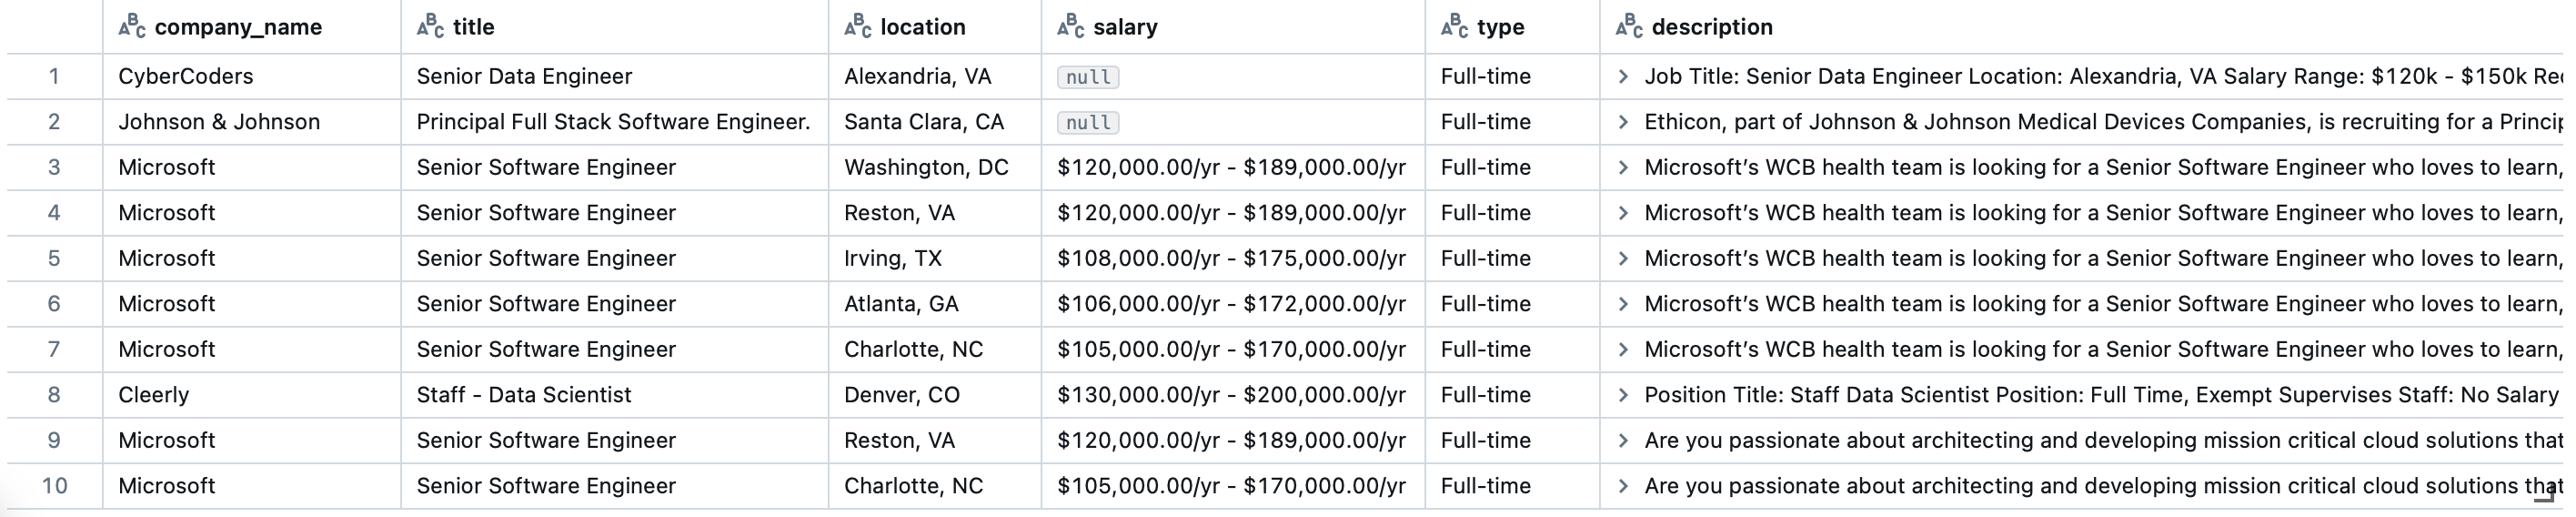 company_name title location salary type description
1 CyberCoders Senior Data Engineer Alexandria, VA null Full-time Job Title: Senior Data Engineer Location: Alexandria, VA Salary Range: $120k - $150k
2 Johnson & Johnson Principal Full Stack Software Engineer. Santa Clara, CA null Full-time Ethicon, part of Johnson & Johnson Medical Devices Companies, is recruiting for a
3 Microsoft Senior Software Engineer Washington, DC $120,000.00/yr - $189,000.00/yr Full-time Microsoft’s WCB health team is looking for a Senior Software Engineer who loves to learn,
4 Microsoft Senior Software Engineer Reston, VA $120,000.00/yr - $189,000.00/yr Full-time Microsoft’s WCB health team is looking for a Senior Software Engineer who loves to learn,
5 Microsoft Senior Software Engineer Irving, TX $108,000.00/yr - $175,000.00/yr Full-time Microsoft’s WCB health team is looking for a Senior Software Engineer who loves to learn,
6 Microsoft Senior Software Engineer Atlanta, GA $106,000.00/yr - $172,000.00/yr Full-time Microsoft’s WCB health team is looking for a Senior Software Engineer who loves to learn,
7 Microsoft Senior Software Engineer Charlotte, NC $105,000.00/yr - $170,000.00/yr Full-time Microsoft’s WCB health team is looking for a Senior Software Engineer who loves to learn,
8 Cleerly Staff - Data Scientist Denver, CO $130,000.00/yr - $200,000.00/yr Full-time Position Title: Staff Data Scientist Position: Full Time, Exempt Supervises Staff: No Salary
9 Microsoft Senior Software Engineer Reston, VA $120,000.00/yr - $189,000.00/yr Full-time Are you passionate about architecting and developing mission critical cloud solutions that
10 Microsoft Senior Software Engineer Charlotte, NC $105,000.00/yr - $170,000.00/yr Full-time Are you passionate about architecting and developing mission critical cloud solutions that